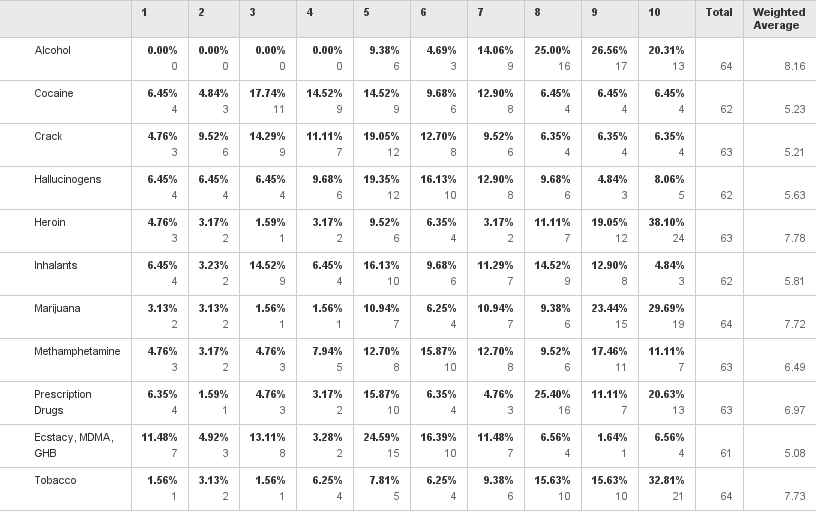 1 2 3 4 5 6 7 8 9 10 Total Weighted
Average
Alcohol 0.00% 0.00% 0.00% 0.00% 9.38% 4.69% 14.06% 25.00% 26.56% 20.31%
0 0 0 0 6 3 9 16 17 13 64 8.16
Cocaine 6.45% 4.84% 17.74% 14.52% 14.52% 9.68% 12.90% 6.45% 6.45% 6.45%
4 3 11 9 9 6 8 4 4 4 62 5.23
Crack 4.76% 9.52% 14.29% 11.11% 19.05% 12.70% 9.52% 6.35% 6.35% 6.35%
3 6 9 7 12 8 6 4 4 4 63 5.21
Hallucinogens 6.45% 6.45% 6.45% 9.68% 19.35% 16.13% 12.90% 9.68% 4.84% 8.06%
4 4 4 6 12 10 8 6 3 5 62 5.63
Heroin 4.76% 3.17% 1.59% 3.17% 9.52% 6.35% 3.17% 11.11% 19.05% 38.10%
3 2 1 2 6 4 2 7 12 24 63 7.78
Inhalants 6.45% 3.23% 14.52% 6.45% 16.13% 9.68% 11.29% 14.52% 12.90% 4.84%
4 2 9 4 10 6 7 9 8 3 62 5.81
Marijuana 3.13% 3.13% 1.56% 1.56% 10.94% 6.25% 10.94% 9.38% 23.44% 29.69%
2 2 1 1 7 4 7 6 15 19 64 7.72
Methamphetamine 4.76% 3.17% 4.76% 7.94% 12.70% 15.87% 12.70% 9.52% 17.46% 11.11%
3 2 3 5 8 10 8 6 11 7 63 6.49
Prescription 6.35% 1.59% 4.76% 3.17% 15.87% 6.35% 4.76% 25.40% 11.11% 20.63%
Drugs 4 1 3 2 10 4 3 16 7 13 63 6.97
Ecstacy, MDMA, 11.48% 4.92% 13.11% 3.28% 24.59% 16.39% 11.48% 6.56% 1.64% 6.56%
GHB 7 3 8 2 15 10 7 4 1 4 61 5.08
Tobacco 1.56% 3.13% 1.56% 6.25% 7.81% 6.25% 9.38% 15.63% 15.63% 32.81%
1 2 1 4 5 4 6 10 10 21 64 7.73